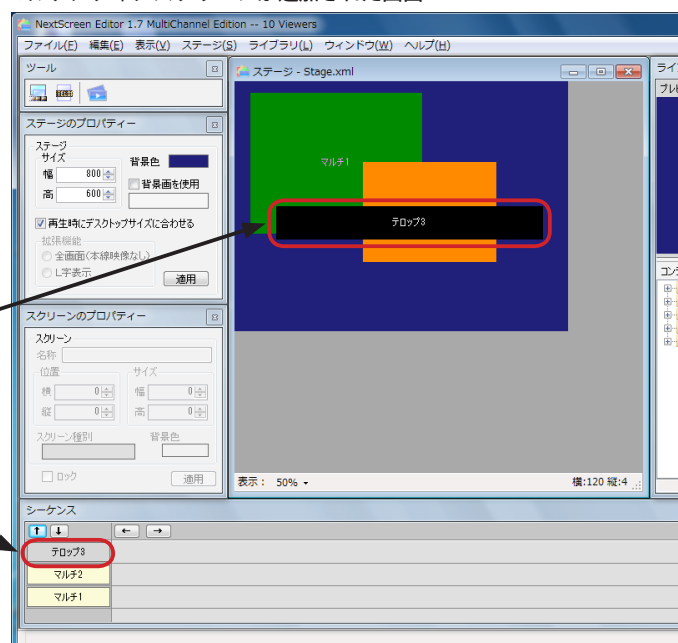 NextScreen Editor 1.7 MultiChannel Edition -- 10 Viewers
ファイル(F) 編集(E) 表示(V) ステージ(S) ライブラリ(L) ウィンドウ(W) ヘルプ(H)
ツール
ステージのプロパティー
ステージ
サイズ
幅 800
高 600
背景色
背景画を使用
再生時にデスクトップサイズに合わせる
拡張機能
全画面(本線映像なし)
L字表示
適用
スクリーンのプロパティー
スクリーン
名称
位置
横 0
縦 0
サイズ
幅 0
高 0
スクリーン種別
背景色
ロック
適用
ステージ - Stage.xml
マルチ1
テロップ3
表示： 50%
横:120 縦:4
シーケンス
テロップ3
マルチ2
マルチ1